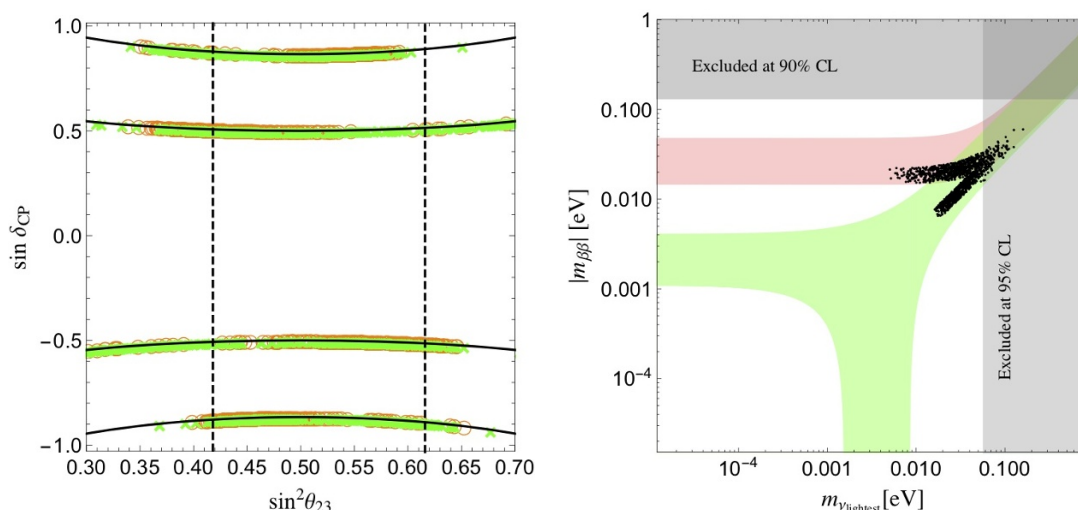 1.0
0.5
0.0
−0.5
−1.0
sin δCP
0.30 0.35 0.40 0.45 0.50 0.55 0.60 0.65 0.70
sin²θ23
1
0.100
0.010
0.001
10⁻⁴
|mββ| [eV]
Excluded at 90% CL
Excluded at 95% CL
10⁻⁴ 0.001 0.010 0.100
mνlightest [eV]